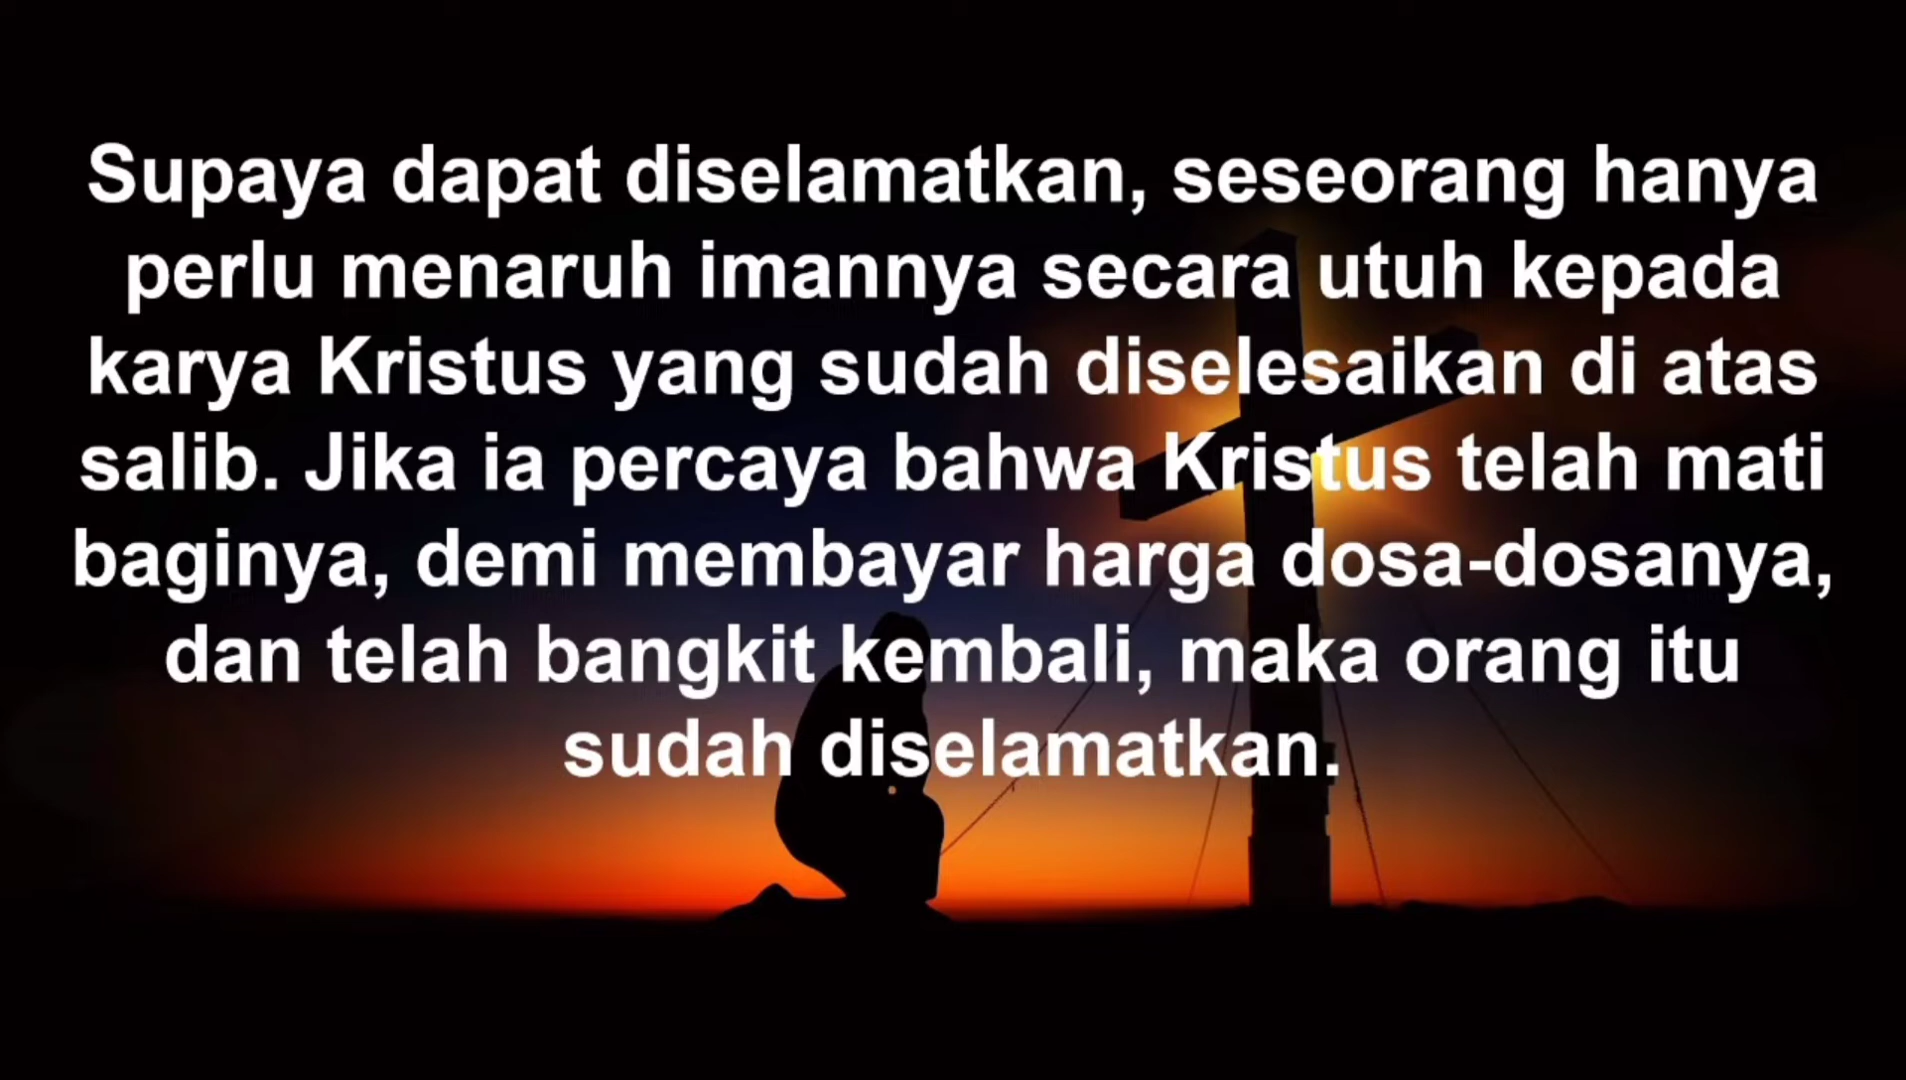 Supaya dapat diselamatkan, seseorang hanya
perlu menaruh imannya secara utuh kepada
karya Kristus yang sudah diselesaikan di atas
salib. Jika ia percaya bahwa Kristus telah mati
baginya, demi membayar harga dosa-dosanya,
dan telah bangkit kembali, maka orang itu
sudah diselamatkan.